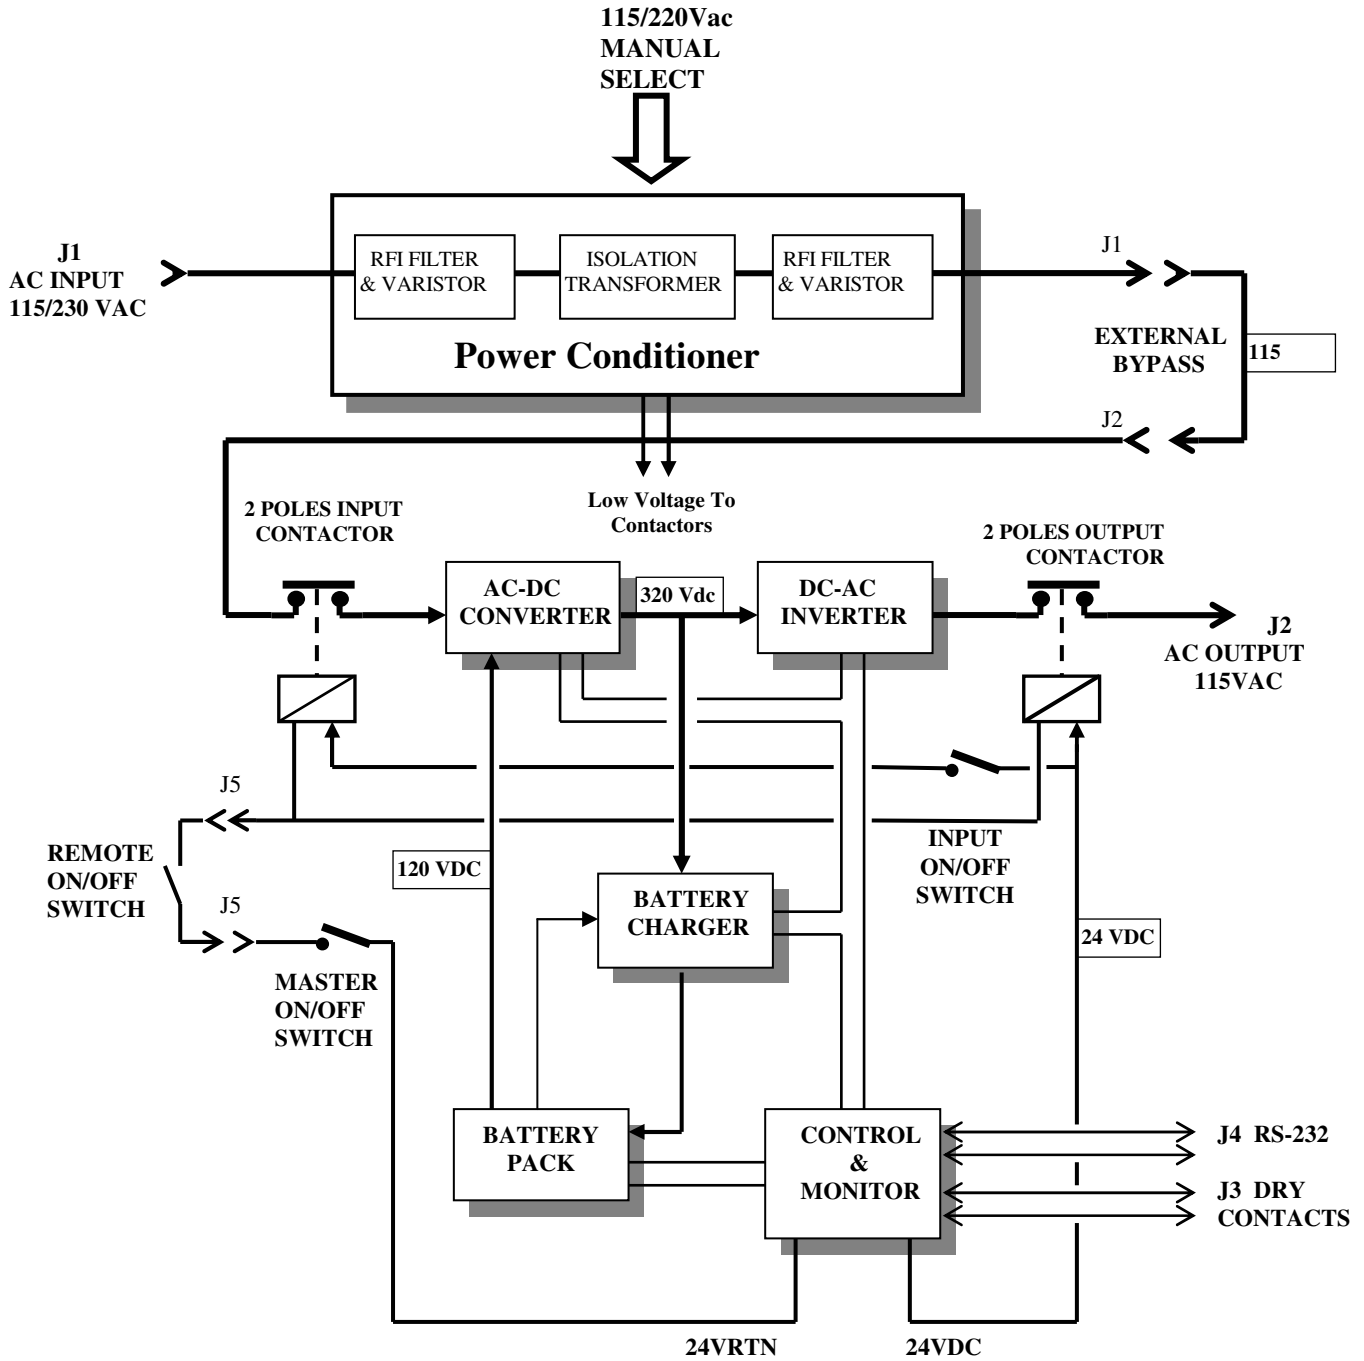 115/220Vac
MANUAL
SELECT
J1
AC INPUT
115/230 VAC
RFI FILTER
& VARISTOR
ISOLATION
TRANSFORMER
RFI FILTER
& VARISTOR
Power Conditioner
J1
EXTERNAL
BYPASS
115
J2
Low Voltage To
Contactors
2 POLES INPUT
CONTACTOR
2 POLES OUTPUT
CONTACTOR
AC-DC
CONVERTER
320 Vdc
DC-AC
INVERTER
J2
AC OUTPUT
115VAC
J5
REMOTE
ON/OFF
SWITCH
J5
120 VDC
INPUT
ON/OFF
SWITCH
BATTERY
CHARGER
24 VDC
MASTER
ON/OFF
SWITCH
BATTERY
PACK
CONTROL
&
MONITOR
J4 RS-232
J3 DRY
CONTACTS
24VRTN
24VDC